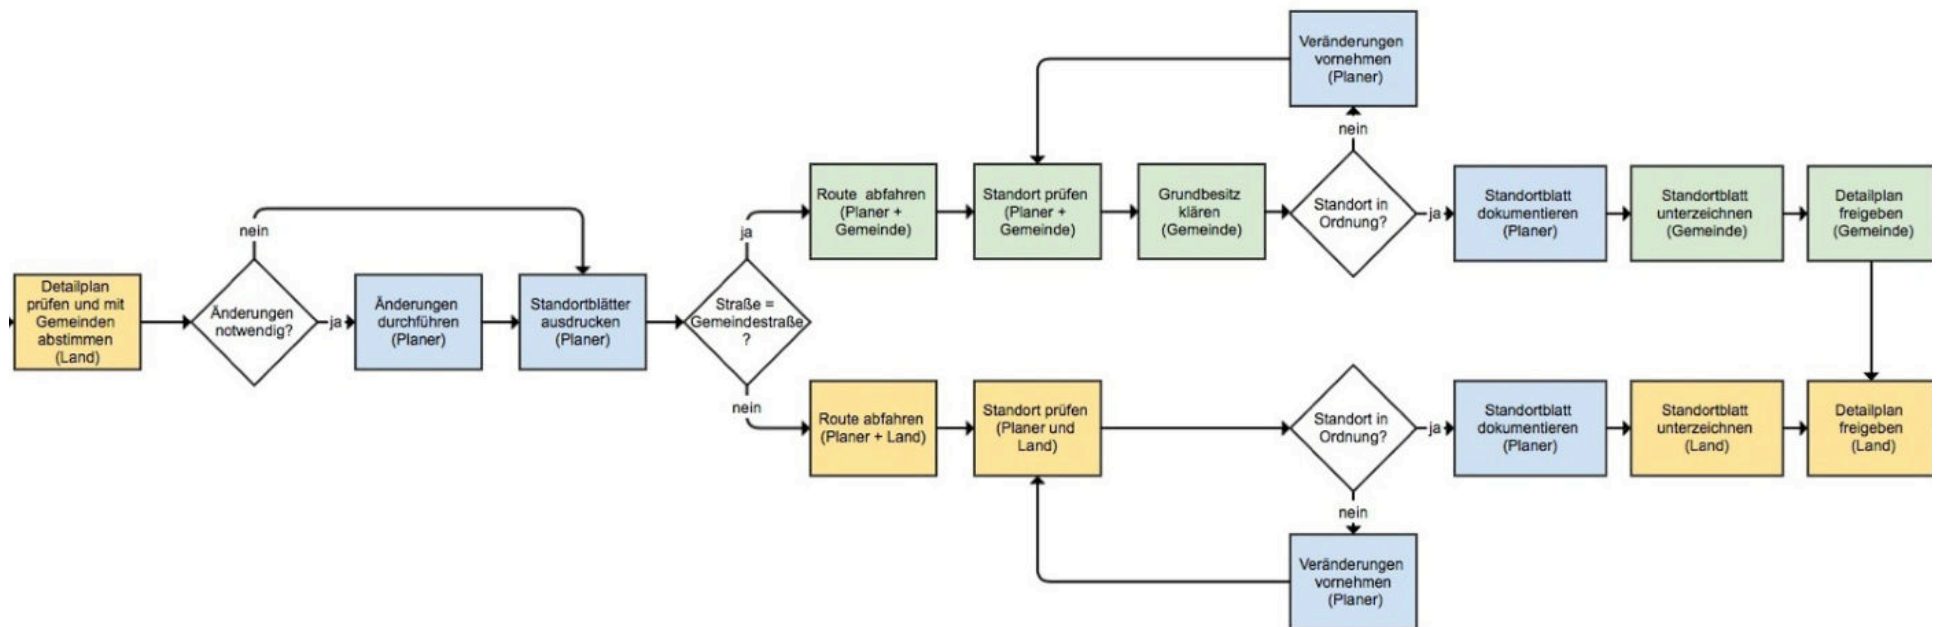 Detailplan
prüfen und mit
Gemeinden
abstimmen
(Land)
Änderungen
notwendig?
nein
ja
Änderungen
durchführen
(Planer)
Standortblätter
ausdrucken
(Planer)
Straße =
Gemeindestraße
?
ja
Route abfahren
(Planer +
Gemeinde)
Standort prüfen
(Planer +
Gemeinde)
Grundbesitz
klären
(Gemeinde)
Standort in
Ordnung?
nein
Veränderungen
vornehmen
(Planer)
ja
Standortblatt
dokumentieren
(Planer)
Standortblatt
unterzeichnen
(Gemeinde)
Detailplan
freigeben
(Gemeinde)
nein
Route abfahren
(Planer + Land)
Standort prüfen
(Planer und
Land)
Standort in
Ordnung?
nein
Veränderungen
vornehmen
(Planer)
ja
Standortblatt
dokumentieren
(Planer)
Standortblatt
unterzeichnen
(Land)
Detailplan
freigeben
(Land)